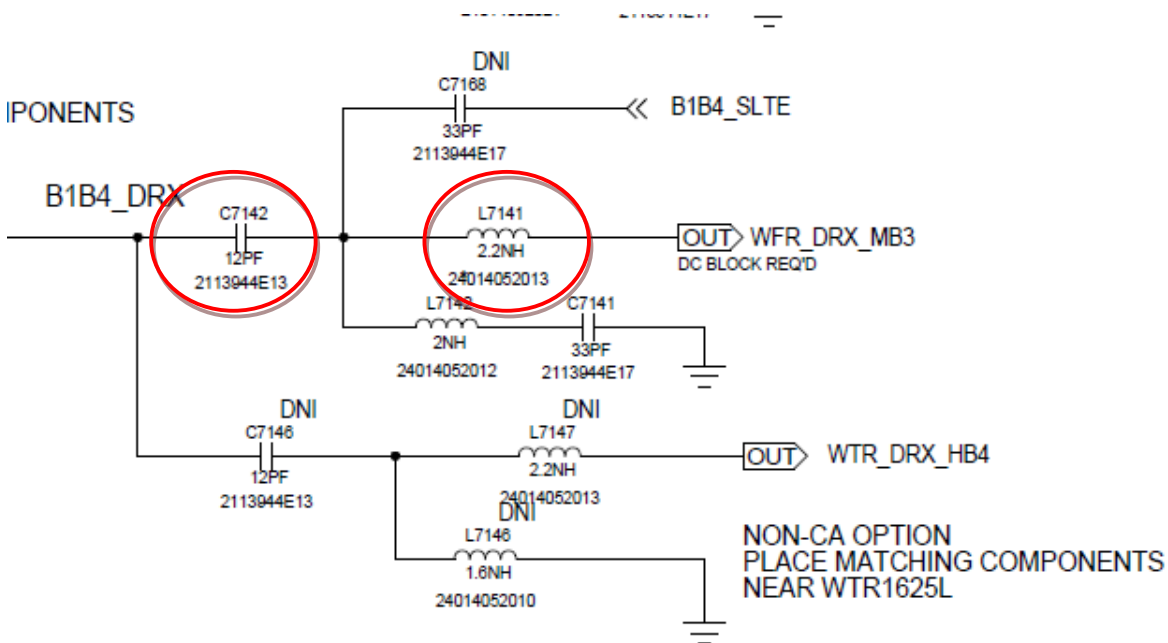 DNI
C7168
33PF
2113944E17
B1B4_SLTE
IPONENTS
B1B4_DRX
C7142
12PF
2113944E13
L7141
2.2NH
24014052013
OUT
WFR_DRX_MB3
DC BLOCK REQ'D
L7142
2NH
24014052012
C7141
33PF
2113944E17
DNI
C7146
12PF
2113944E13
DNI
L7147
2.2NH
24014052013
OUT
WTR_DRX_HB4
DNI
L7146
1.6NH
24014052010
NON-CA OPTION
PLACE MATCHING COMPONENTS
NEAR WTR1625L